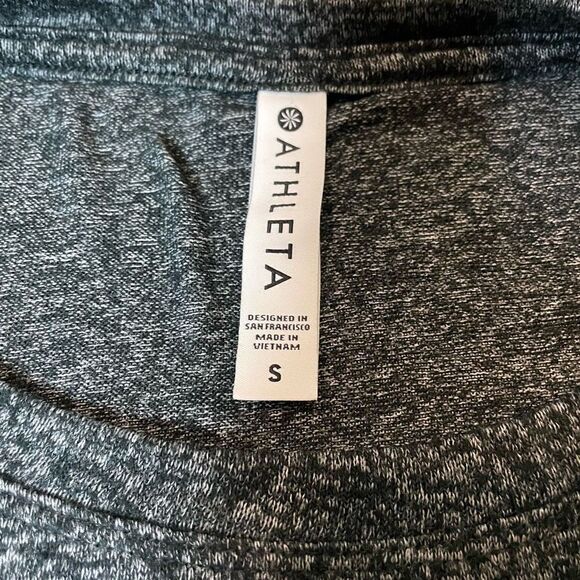 ATHLETA
DESIGNED IN
SAN FRANCISCO
MADE IN
VIETNAM
S